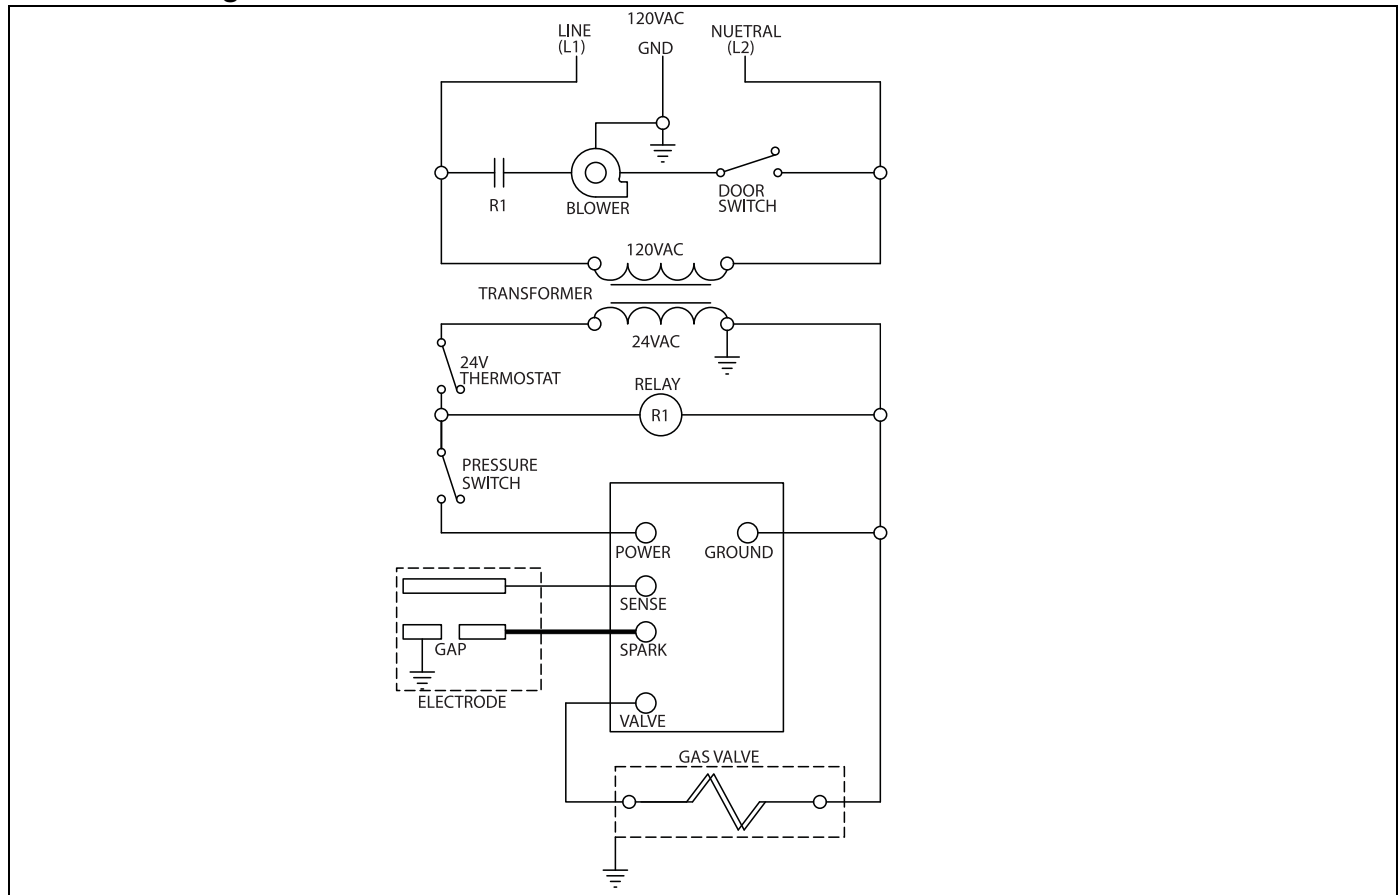 120VAC
LINE
(L1)
GND
NUETRAL
(L2)
R1
BLOWER
DOOR
SWITCH
120VAC
TRANSFORMER
24VAC
24V
THERMOSTAT
RELAY
R1
PRESSURE
SWITCH
POWER
GROUND
SENSE
SPARK
GAP
ELECTRODE
VALVE
GAS VALVE